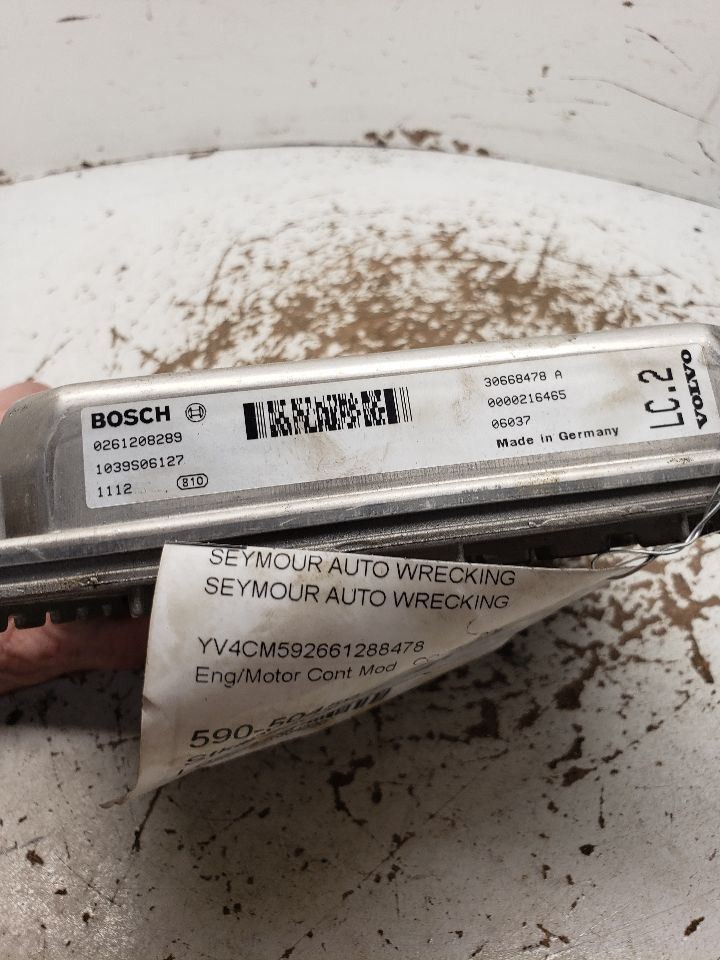 BOSCH
0261208289
1039S06127
1112 810
30668478 A
0000216465
06037
Made in Germany
LC.2
VOLVO
SEYMOUR AUTO WRECKING
SEYMOUR AUTO WRECKING
YV4CM592661288478
Eng/Motor Cont Mod
590-